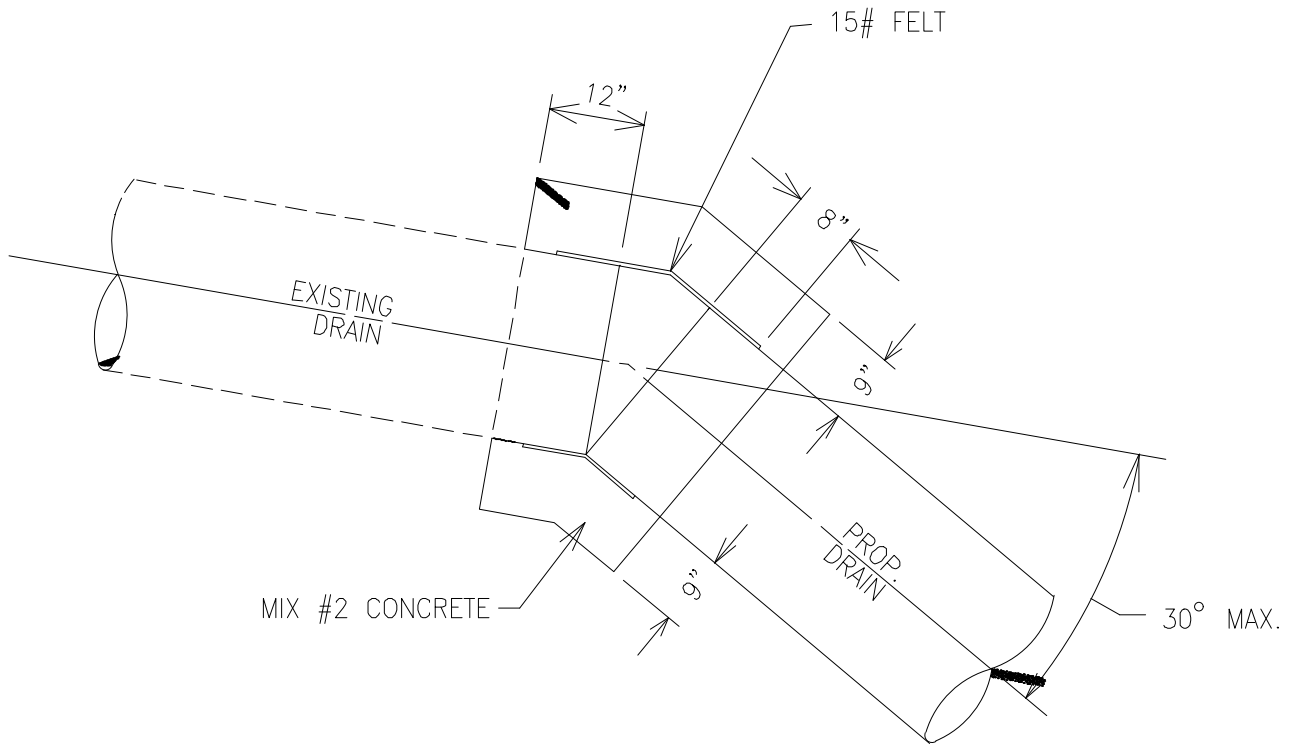 15# FELT
12”
8”
EXISTING
DRAIN
9”
PROP.
DRAIN
9”
MIX #2 CONCRETE
30° MAX.